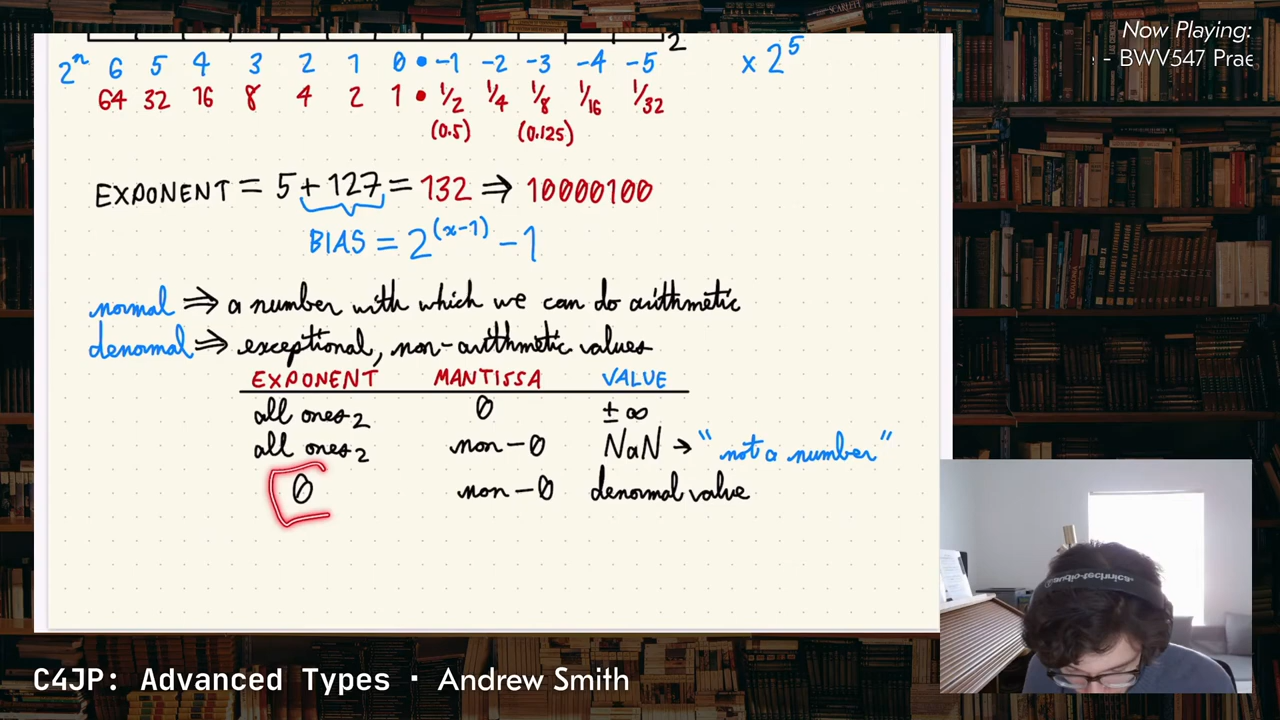 Now Playing:
- BWV547 Prae
2
2ⁿ 6 5 4 3 2 1 0 • -1 -2 -3 -4 -5 x 2⁵
64 32 16 8 4 2 1 • 1/2 1/4 1/8 1/16 1/32
(0.5) (0.125)
EXPONENT = 5 + 127 = 132 ⇒ 10000100
BIAS = 2^(x-1) - 1
normal ⇒ a number with which we can do arithmetic
denormal ⇒ exceptional, non-arithmetic values
EXPONENT MANTISSA VALUE
all ones₂ 0 ± ∞
all ones₂ non-0 NaN → "not a number"
0 non-0 denormal value
audio-technica
C4JP: Advanced Types · Andrew Smith